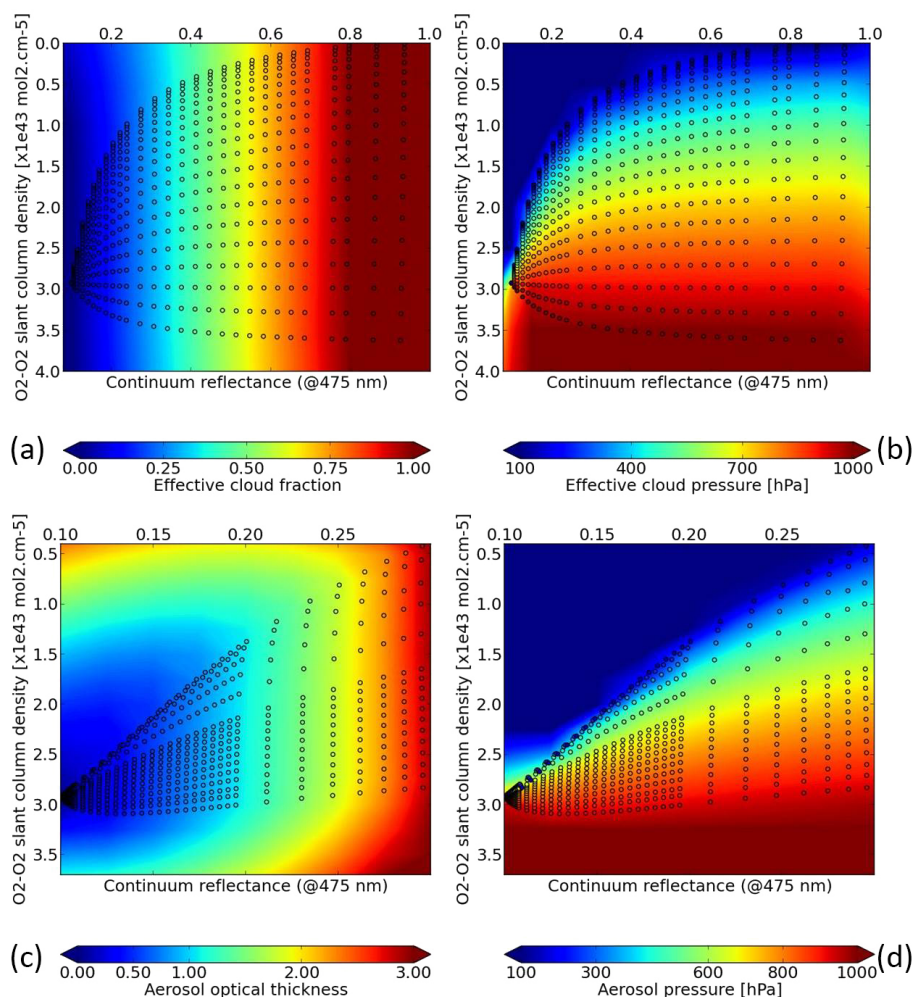 0.2 0.4 0.6 0.8 1.0
0.0
0.5
1.0
1.5
2.0
2.5
3.0
3.5
4.0
O2-O2 slant column density [x1e43 mol2.cm-5]
Continuum reflectance (@475 nm)
0.2 0.4 0.6 0.8 1.0
0.0
0.5
1.0
1.5
2.0
2.5
3.0
3.5
4.0
O2-O2 slant column density [x1e43 mol2.cm-5]
Continuum reflectance (@475 nm)
(a)
0.00 0.25 0.50 0.75 1.00
Effective cloud fraction
(b)
100 400 700 1000
Effective cloud pressure [hPa]
0.10 0.15 0.20 0.25
0.5
1.0
1.5
2.0
2.5
3.0
3.5
O2-O2 slant column density [x1e43 mol2.cm-5]
Continuum reflectance (@475 nm)
0.10 0.15 0.20 0.25
0.5
1.0
1.5
2.0
2.5
3.0
3.5
O2-O2 slant column density [x1e43 mol2.cm-5]
Continuum reflectance (@475 nm)
(c)
0.00 0.50 1.00 2.00 3.00
Aerosol optical thickness
(d)
100 300 600 800 1000
Aerosol pressure [hPa]